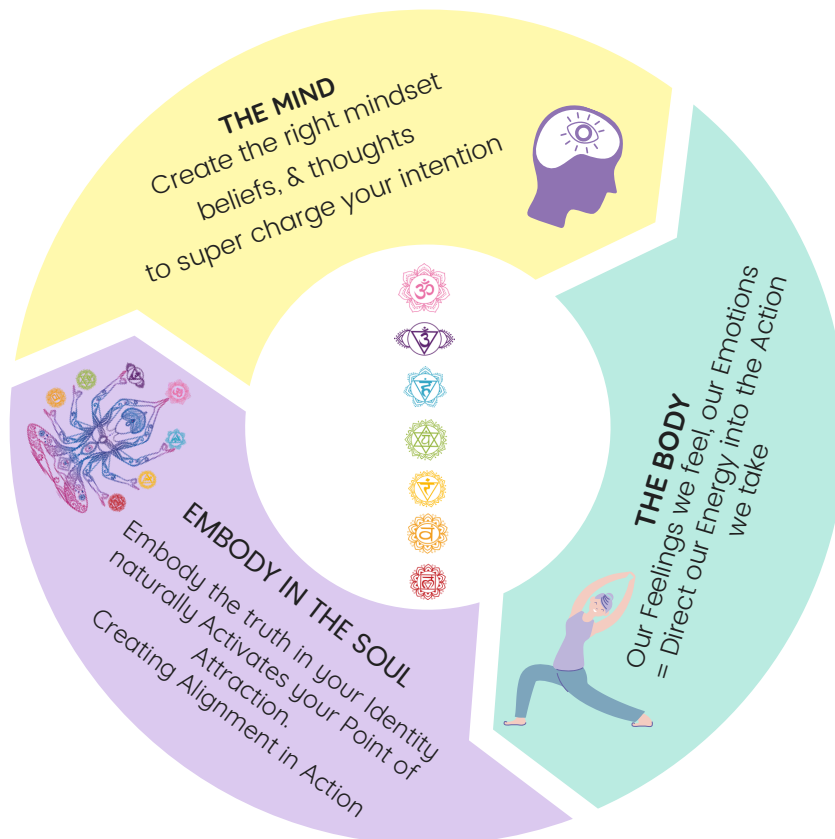 THE MIND
Create the right mindset
beliefs, & thoughts
to super charge your intention
THE BODY
Our Feelings we feel, our Emotions
= Direct our Energy into the Action
we take
EMBODY IN THE SOUL
Embody the truth in your Identity
naturally Activates your Point of
Attraction.
Creating Alignment in Action
ॐ